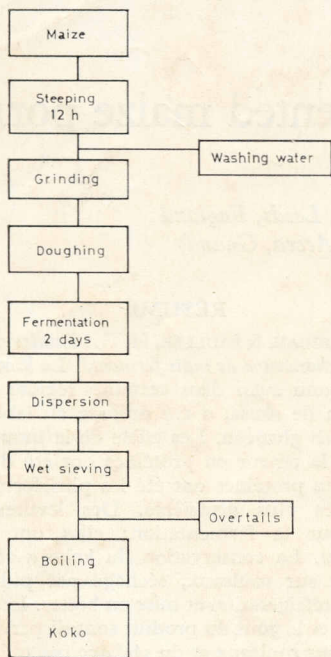 Maize
Steeping
12 h
Washing water
Grinding
Doughing
Fermentation
2 days
Dispersion
Wet sieving
Overtails
Boiling
Koko